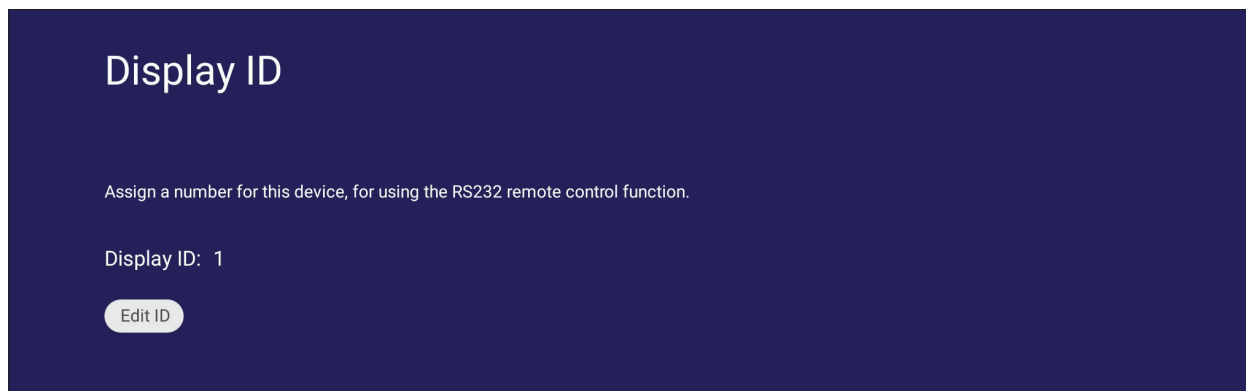 Display ID
Assign a number for this device, for using the RS232 remote control function.
Display ID: 1
Edit ID